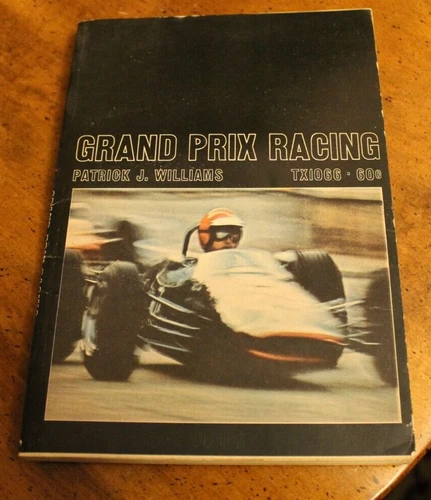 GRAND PRIX RACING
PATRICK J. WILLIAMS TX1066 · 60¢